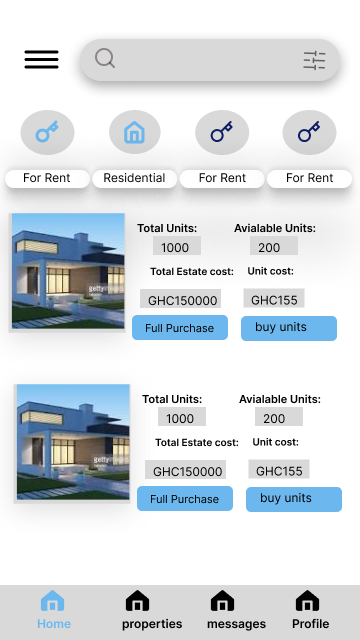 For Rent Residential For Rent For Rent
Total Units: Avialable Units:
1000 200
Total Estate cost: Unit cost:
GHC150000 GHC155
Full Purchase buy units
gettyimages
Total Units: Avialable Units:
1000 200
Total Estate cost: Unit cost:
GHC150000 GHC155
Full Purchase buy units
Home properties messages Profile